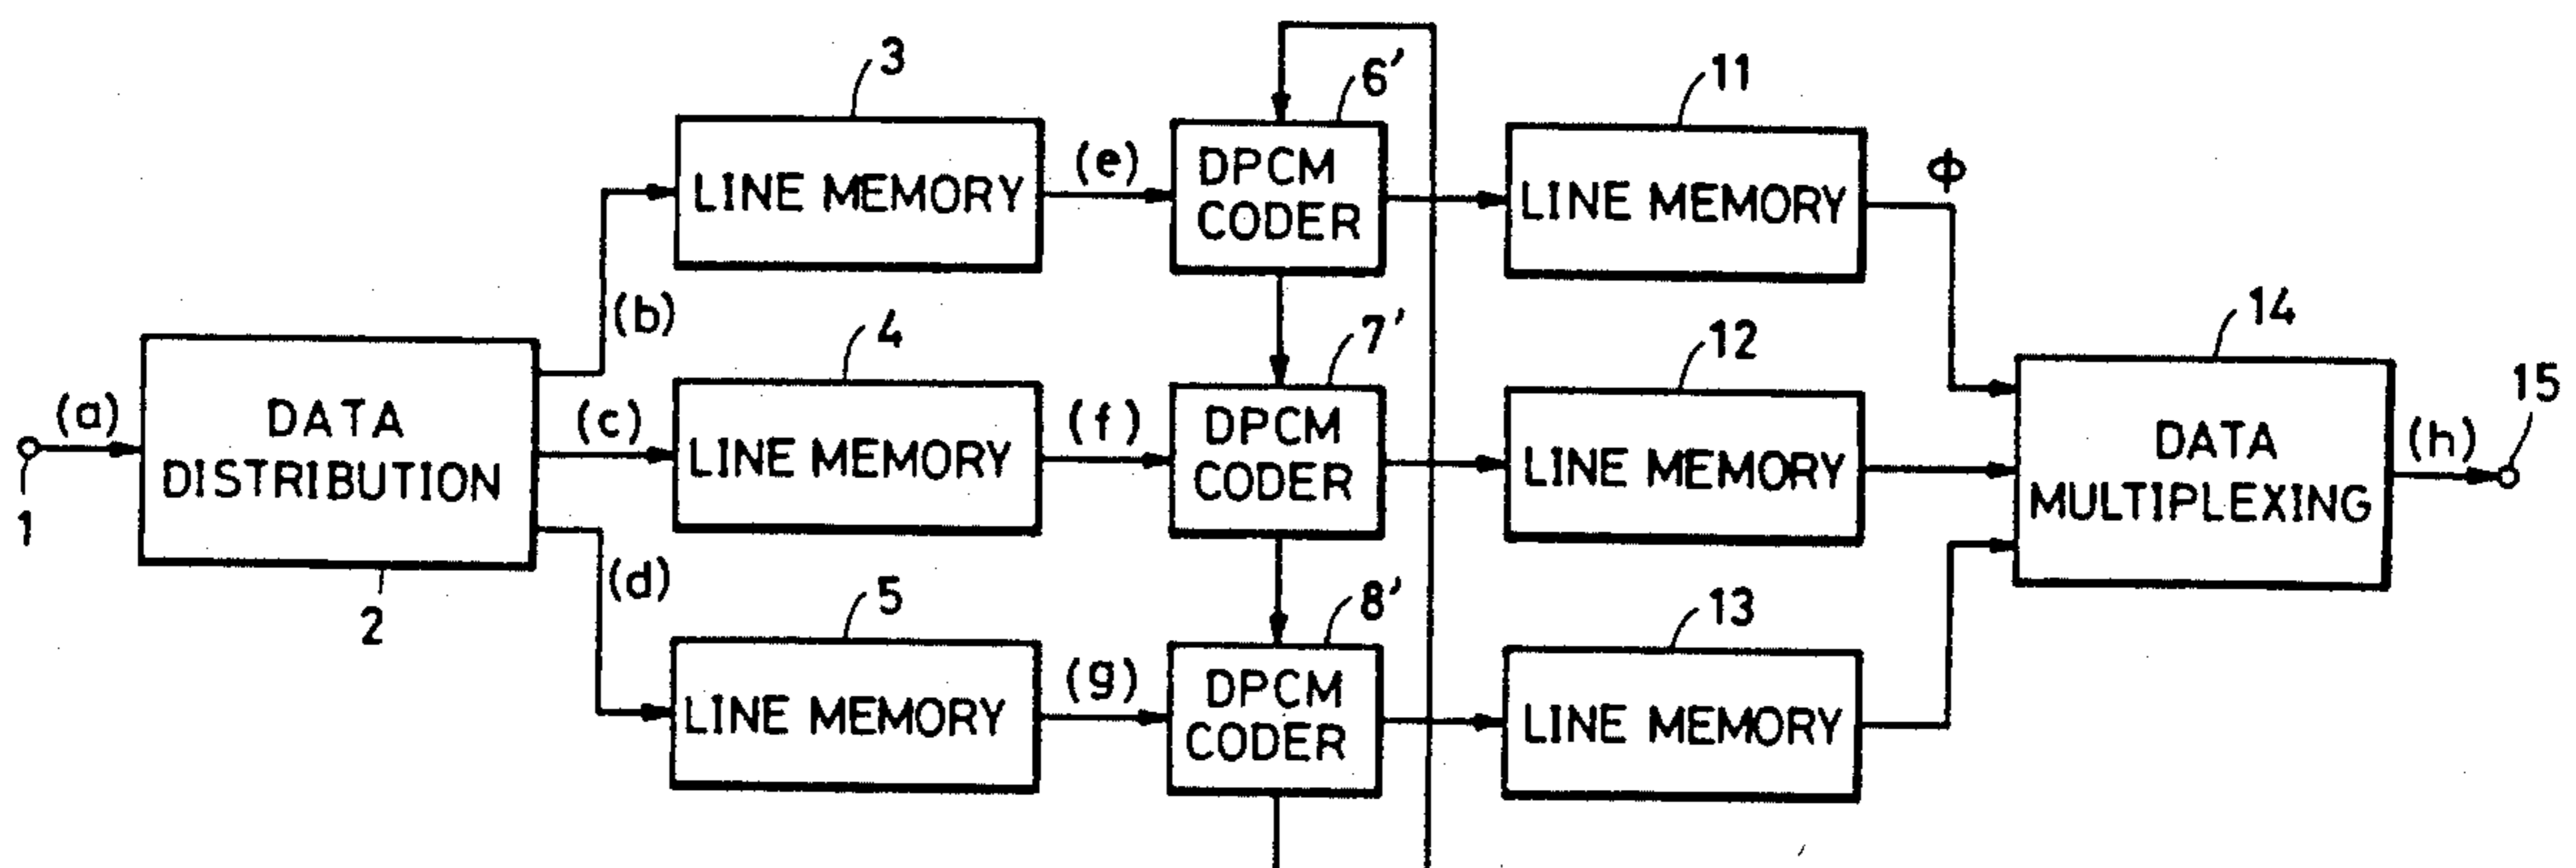 3
6'
11
LINE MEMORY
(e)
DPCM
CODER
LINE MEMORY
ϕ
(b)
4
7'
12
14
15
(a)
DATA
DISTRIBUTION
(c)
LINE MEMORY
(f)
DPCM
CODER
LINE MEMORY
DATA
MULTIPLEXING
(h)
1
2
(d)
5
8'
13
LINE MEMORY
(g)
DPCM
CODER
LINE MEMORY